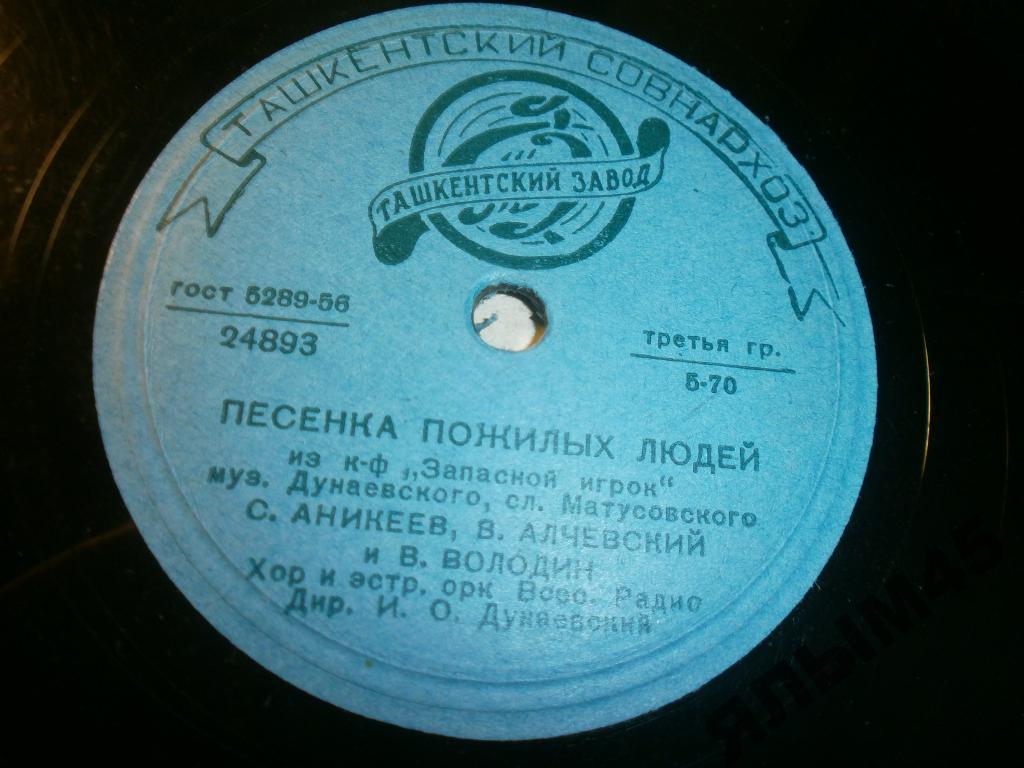 ТАШКЕНТСКИЙ СОВНАРХОЗ
ТАШКЕНТСКИЙ ЗАВОД
гост 5289-56
24893
третья гр.
5-70
ПЕСЕНКА ПОЖИЛЫХ ЛЮДЕЙ
из к-ф „Запасной игрок“
муз. Дунаевского, сл. Матусовского
С. АНИКЕЕВ, В. АЛЧЕВСКИЙ
и В. ВОЛОДИН
Хор и эстр. орк Всес. Радио
Дир. И. О. Дунаевский
ЯЛЫМ45